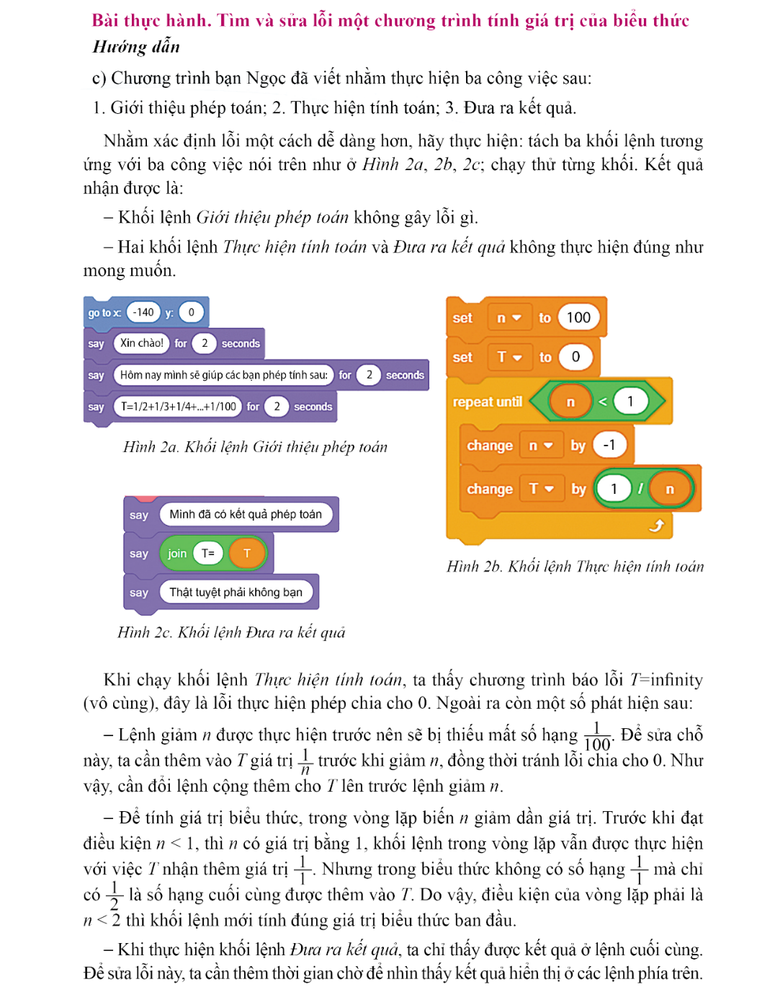 Bài thực hành. Tìm và sửa lỗi một chương trình tính giá trị của biểu thức
Hướng dẫn
c) Chương trình bạn Ngọc đã viết nhằm thực hiện ba công việc sau:
1. Giới thiệu phép toán; 2. Thực hiện tính toán; 3. Đưa ra kết quả.
Nhằm xác định lỗi một cách dễ dàng hơn, hãy thực hiện: tách ba khối lệnh tương
ứng với ba công việc nói trên như ở Hình 2a, 2b, 2c; chạy thử từng khối. Kết quả
nhận được là:
– Khối lệnh Giới thiệu phép toán không gây lỗi gì.
– Hai khối lệnh Thực hiện tính toán và Đưa ra kết quả không thực hiện đúng như
mong muốn.
go to x: -140 y: 0
say Xin chào! for 2 seconds
say Hôm nay mình sẽ giúp các bạn phép tính sau: for 2 seconds
say T=1/2+1/3+1/4+...+1/100 for 2 seconds
Hình 2a. Khối lệnh Giới thiệu phép toán
set n to 100
set T to 0
repeat until n < 1
change n by -1
change T by 1 / n
Hình 2b. Khối lệnh Thực hiện tính toán
say Mình đã có kết quả phép toán
say join T= T
say Thật tuyệt phải không bạn
Hình 2c. Khối lệnh Đưa ra kết quả
Khi chạy khối lệnh Thực hiện tính toán, ta thấy chương trình báo lỗi T=infinity
(vô cùng), đây là lỗi thực hiện phép chia cho 0. Ngoài ra còn một số phát hiện sau:
– Lệnh giảm n được thực hiện trước nên sẽ bị thiếu mất số hạng 1/100. Để sửa chỗ
này, ta cần thêm vào T giá trị 1/n trước khi giảm n, đồng thời tránh lỗi chia cho 0. Như
vậy, cần đổi lệnh cộng thêm cho T lên trước lệnh giảm n.
– Để tính giá trị biểu thức, trong vòng lặp biến n giảm dần giá trị. Trước khi đạt
điều kiện n < 1, thì n có giá trị bằng 1, khối lệnh trong vòng lặp vẫn được thực hiện
với việc T nhận thêm giá trị 1/1. Nhưng trong biểu thức không có số hạng 1/1 mà chỉ
có 1/2 là số hạng cuối cùng được thêm vào T. Do vậy, điều kiện của vòng lặp phải là
n < 2 thì khối lệnh mới tính đúng giá trị biểu thức ban đầu.
– Khi thực hiện khối lệnh Đưa ra kết quả, ta chỉ thấy được kết quả ở lệnh cuối cùng.
Để sửa lỗi này, ta cần thêm thời gian chờ để nhìn thấy kết quả hiển thị ở các lệnh phía trên.